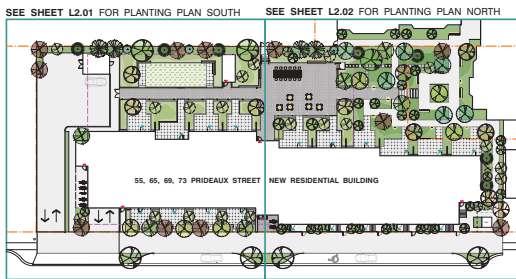 SEE SHEET L2.01 FOR PLANTING PLAN SOUTH
SEE SHEET L2.02 FOR PLANTING PLAN NORTH
55, 65, 69, 73 PRIDEAUX STREET NEW RESIDENTIAL BUILDING